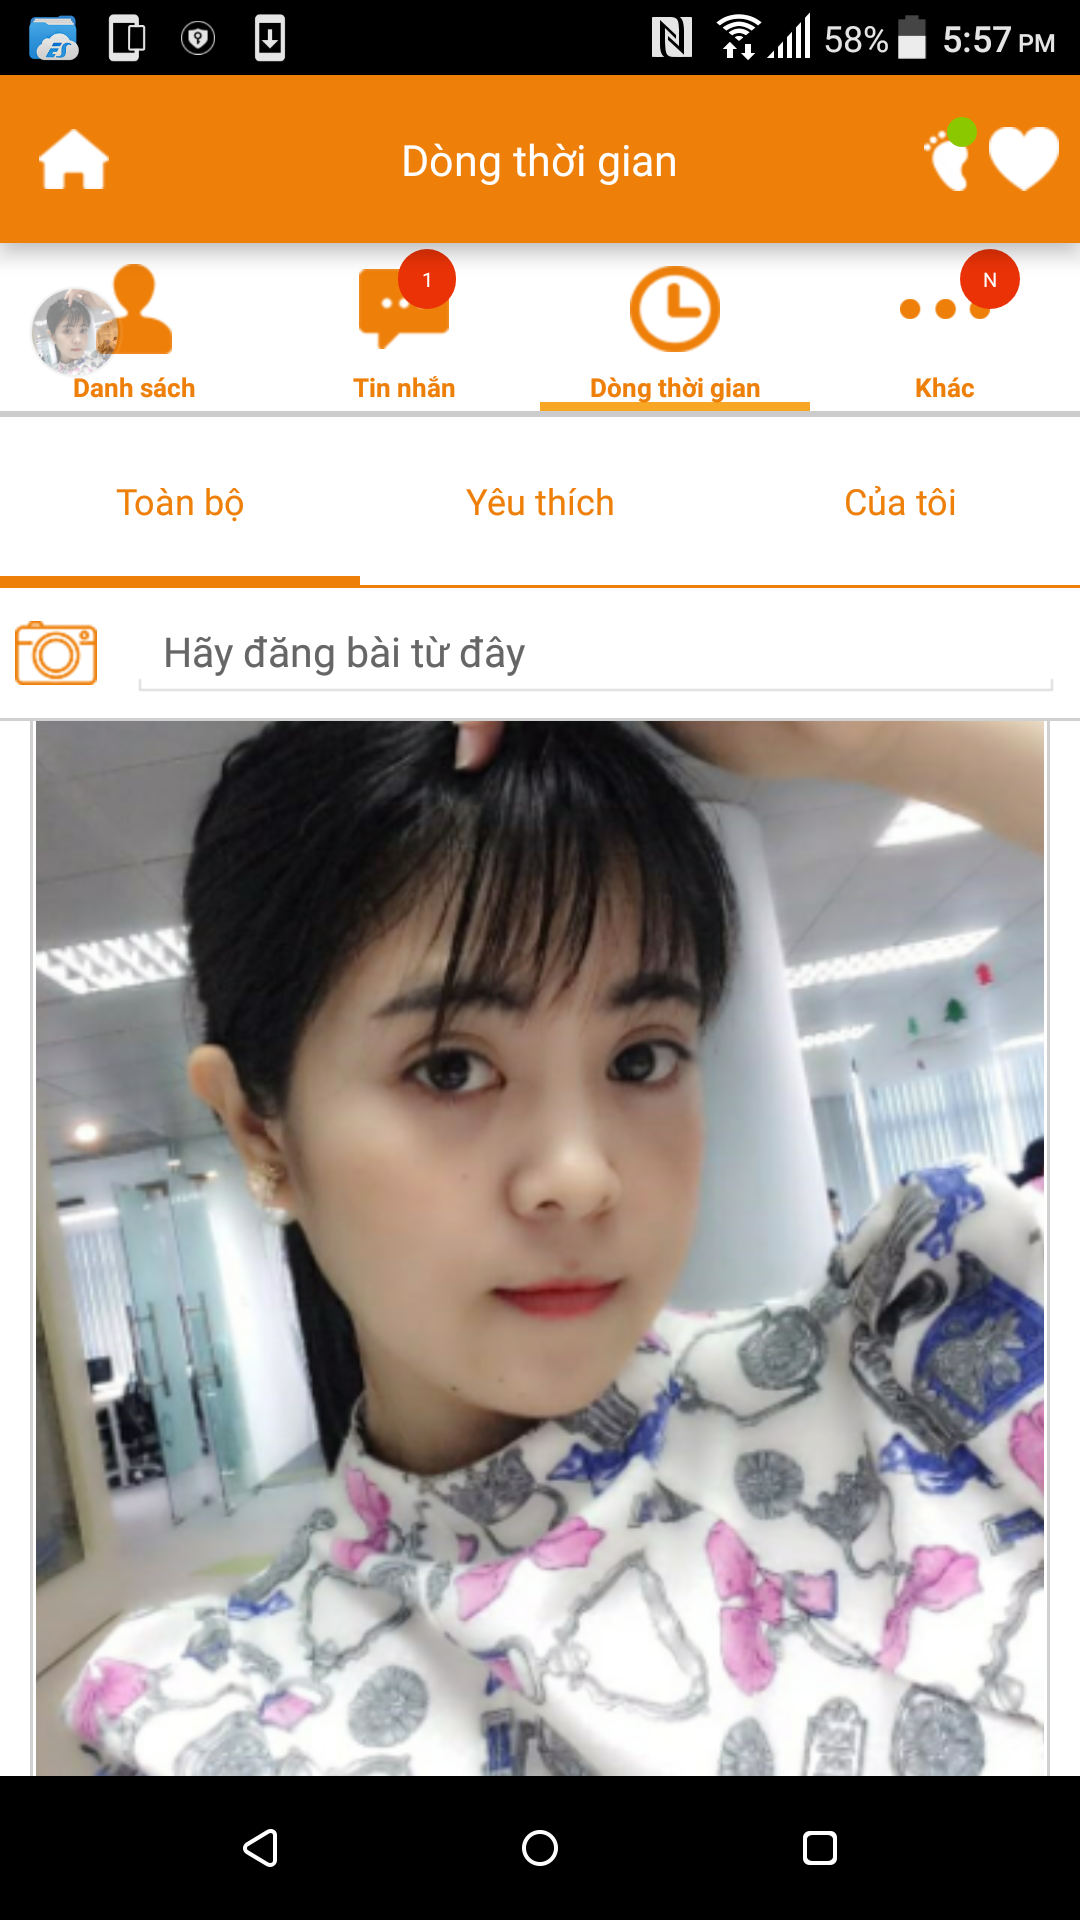 58% 5:57 PM
Dòng thời gian
1
N
Danh sách Tin nhắn Dòng thời gian Khác
Toàn bộ Yêu thích Của tôi
Hãy đăng bài từ đây